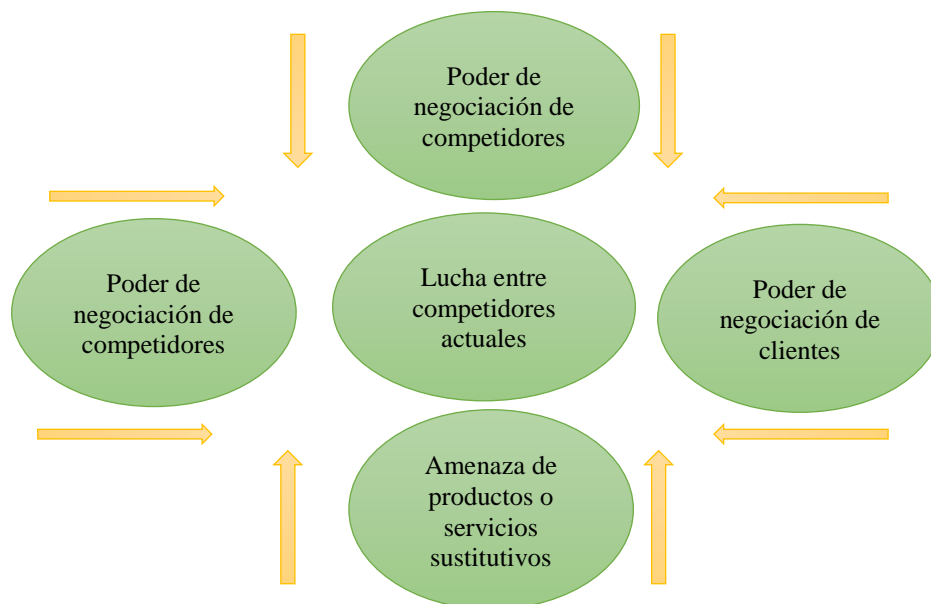 Poder de
negociación de
competidores
Poder de
negociación de
competidores
Lucha entre
competidores
actuales
Poder de
negociación de
clientes
Amenaza de
productos o
servicios
sustitutivos